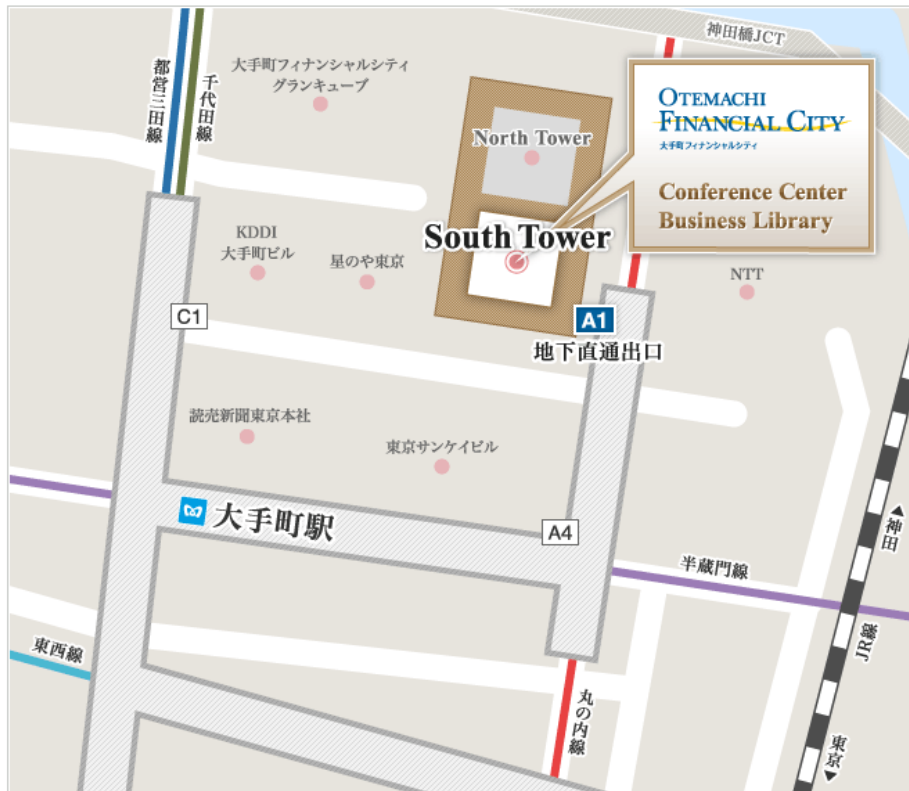 神田橋JCT
都営三田線
千代田線
大手町フィナンシャルシティ
グランキューブ
North Tower
OTEMACHI
FINANCIAL CITY
大手町フィナンシャルシティ
Conference Center
Business Library
South Tower
KDDI
大手町ビル
星のや東京
NTT
C1
A1
地下直通出口
読売新聞東京本社
東京サンケイビル
大手町駅
A4
▲神田
半蔵門線
JR線
東西線
丸の内線
東京▼